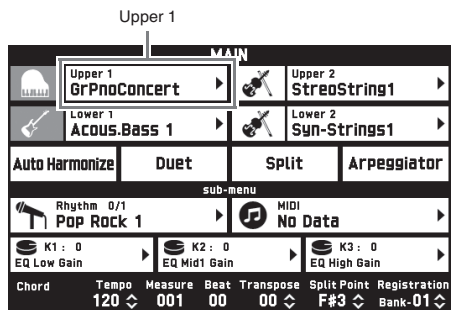 Upper 1
MAIN
Upper 1
GrPnoConcert
Upper 2
StreoString1
Lower 1
Acous.Bass 1
Lower 2
Syn-Strings1
Auto Harmonize Duet Split Arpeggiator
sub-menu
Rhythm 0/1
Pop Rock 1
MIDI
No Data
K1 : 0
EQ Low Gain
K2 : 0
EQ Mid1 Gain
K3 : 0
EQ High Gain
Chord Tempo Measure Beat Transpose Split Point Registration
120 001 00 00 F#3 Bank-01